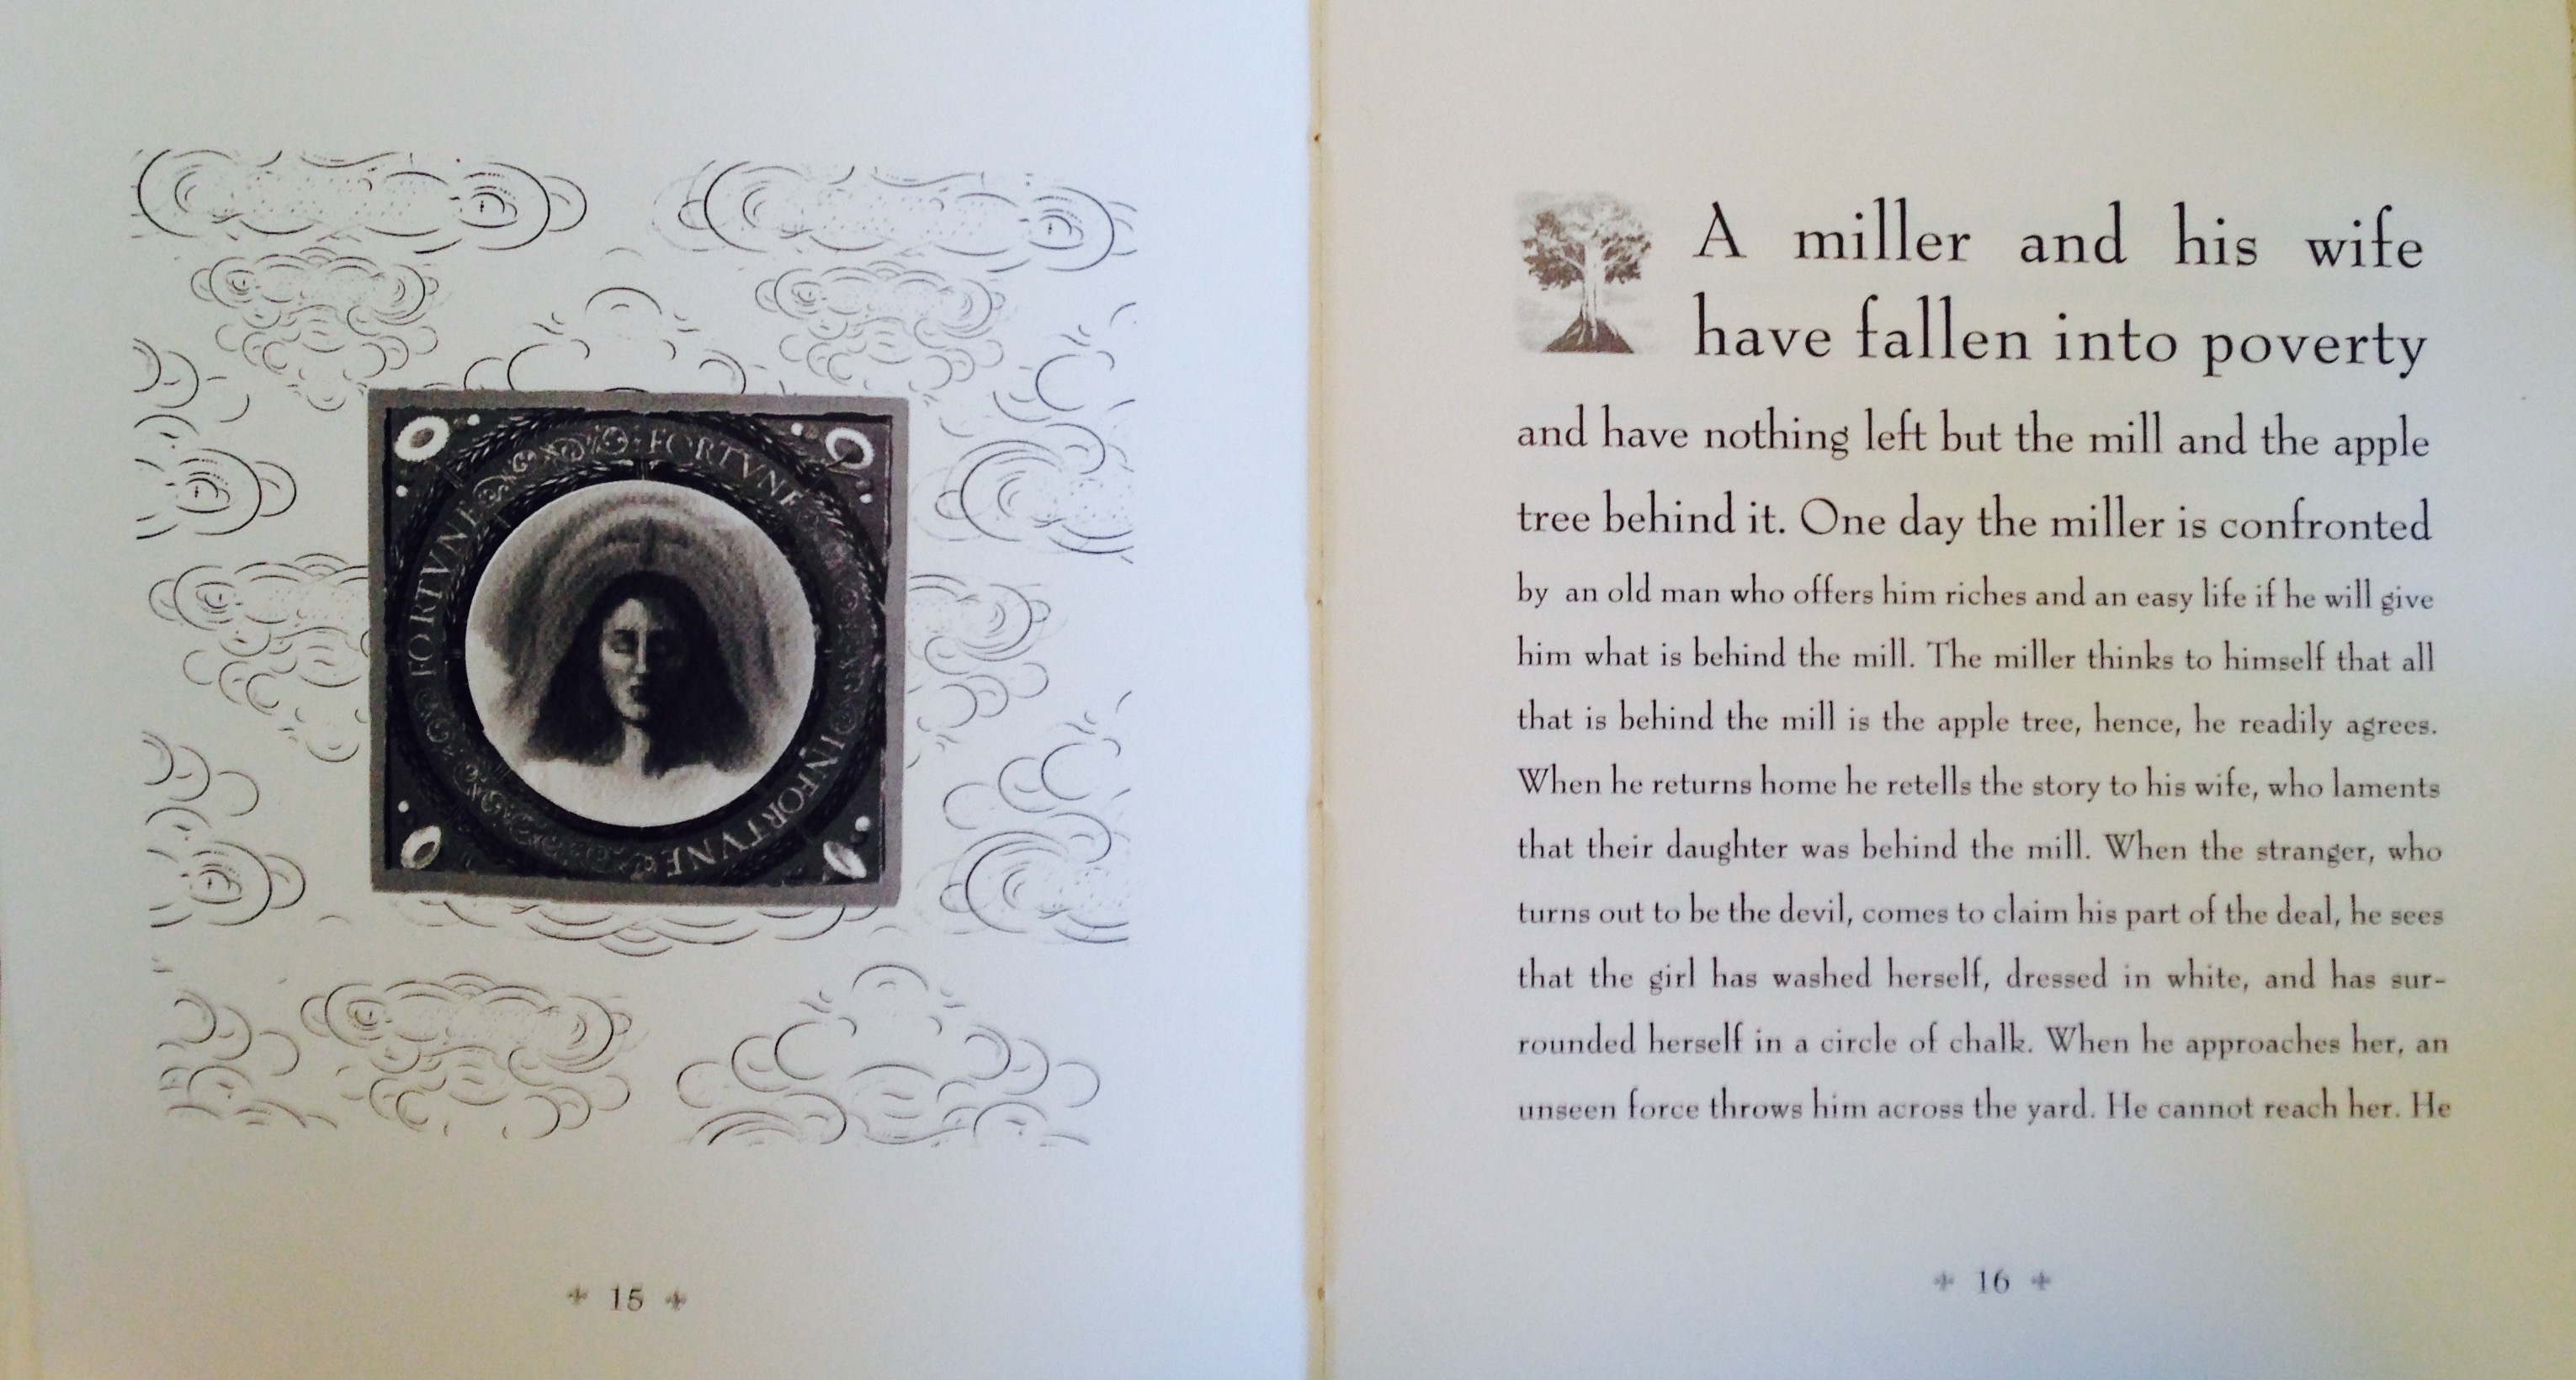 FORTVNE
INFORTVNE
FORTVNE
15
A miller and his wife
have fallen into poverty
and have nothing left but the mill and the apple
tree behind it. One day the miller is confronted
by an old man who offers him riches and an easy life if he will give
him what is behind the mill. The miller thinks to himself that all
that is behind the mill is the apple tree, hence, he readily agrees.
When he returns home he retells the story to his wife, who laments
that their daughter was behind the mill. When the stranger, who
turns out to be the devil, comes to claim his part of the deal, he sees
that the girl has washed herself, dressed in white, and has sur-
rounded herself in a circle of chalk. When he approaches her, an
unseen force throws him across the yard. He cannot reach her. He
16